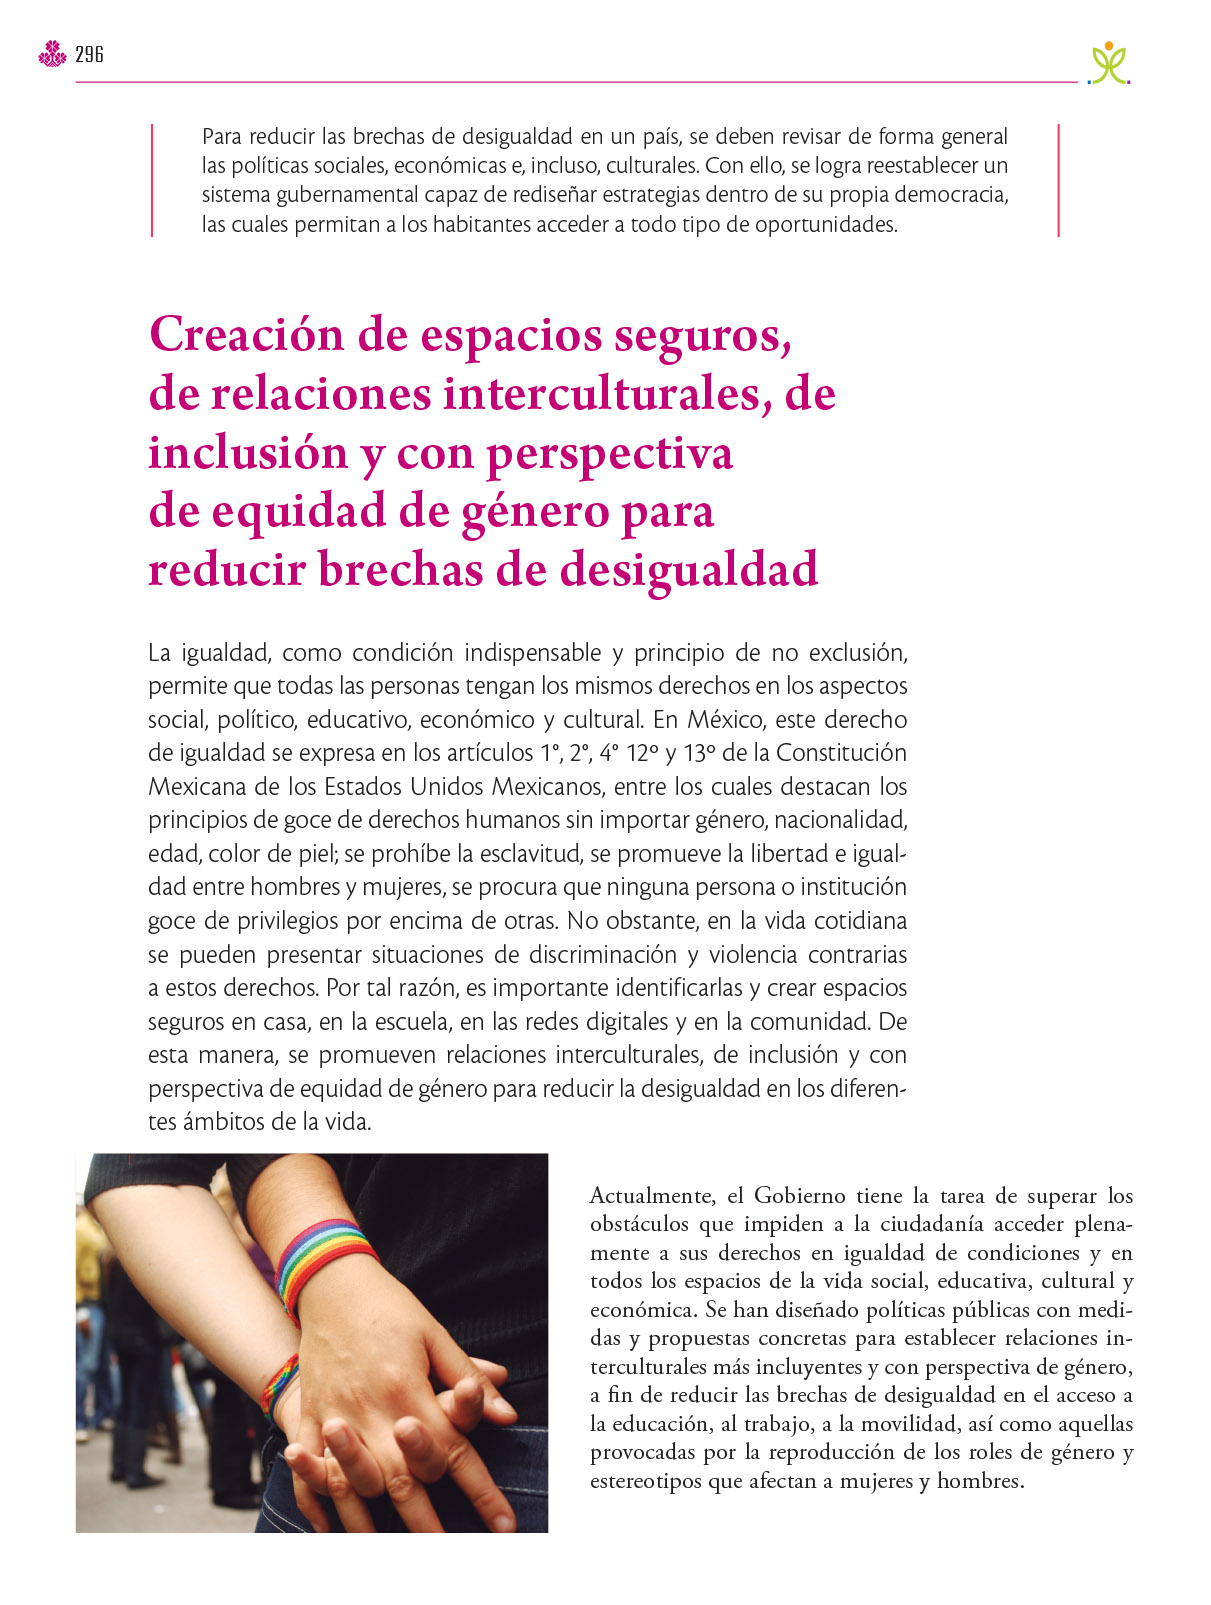 296
Para reducir las brechas de desigualdad en un país, se deben revisar de forma general
las políticas sociales, económicas e, incluso, culturales. Con ello, se logra reestablecer un
sistema gubernamental capaz de rediseñar estrategias dentro de su propia democracia,
las cuales permitan a los habitantes acceder a todo tipo de oportunidades.
Creación de espacios seguros,
de relaciones interculturales, de
inclusión y con perspectiva
de equidad de género para
reducir brechas de desigualdad
La igualdad, como condición indispensable y principio de no exclusión,
permite que todas las personas tengan los mismos derechos en los aspectos
social, político, educativo, económico y cultural. En México, este derecho
de igualdad se expresa en los artículos 1°, 2°, 4° 12º y 13º de la Constitución
Mexicana de los Estados Unidos Mexicanos, entre los cuales destacan los
principios de goce de derechos humanos sin importar género, nacionalidad,
edad, color de piel; se prohíbe la esclavitud, se promueve la libertad e igual-
dad entre hombres y mujeres, se procura que ninguna persona o institución
goce de privilegios por encima de otras. No obstante, en la vida cotidiana
se pueden presentar situaciones de discriminación y violencia contrarias
a estos derechos. Por tal razón, es importante identificarlas y crear espacios
seguros en casa, en la escuela, en las redes digitales y en la comunidad. De
esta manera, se promueven relaciones interculturales, de inclusión y con
perspectiva de equidad de género para reducir la desigualdad en los diferen-
tes ámbitos de la vida.
Actualmente, el Gobierno tiene la tarea de superar los
obstáculos que impiden a la ciudadanía acceder plena-
mente a sus derechos en igualdad de condiciones y en
todos los espacios de la vida social, educativa, cultural y
económica. Se han diseñado políticas públicas con medi-
das y propuestas concretas para establecer relaciones in-
terculturales más incluyentes y con perspectiva de género,
a fin de reducir las brechas de desigualdad en el acceso a
la educación, al trabajo, a la movilidad, así como aquellas
provocadas por la reproducción de los roles de género y
estereotipos que afectan a mujeres y hombres.